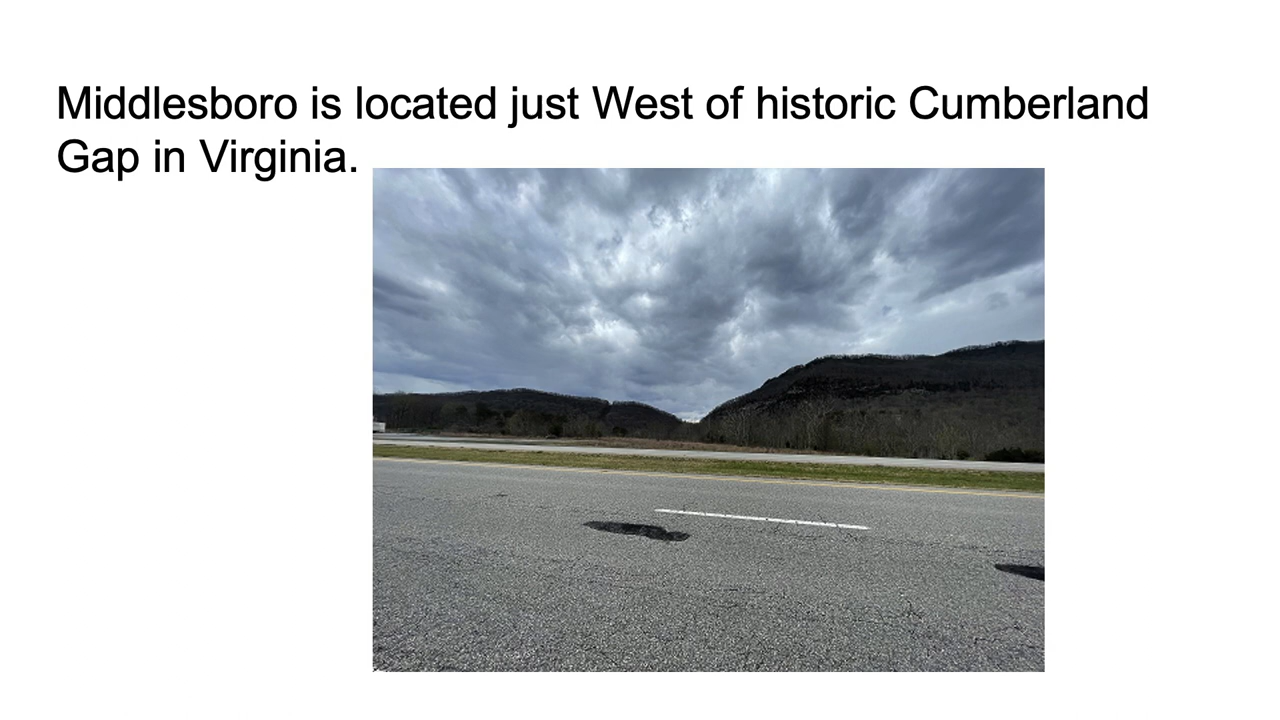 Middlesboro is located just West of historic Cumberland
Gap in Virginia.